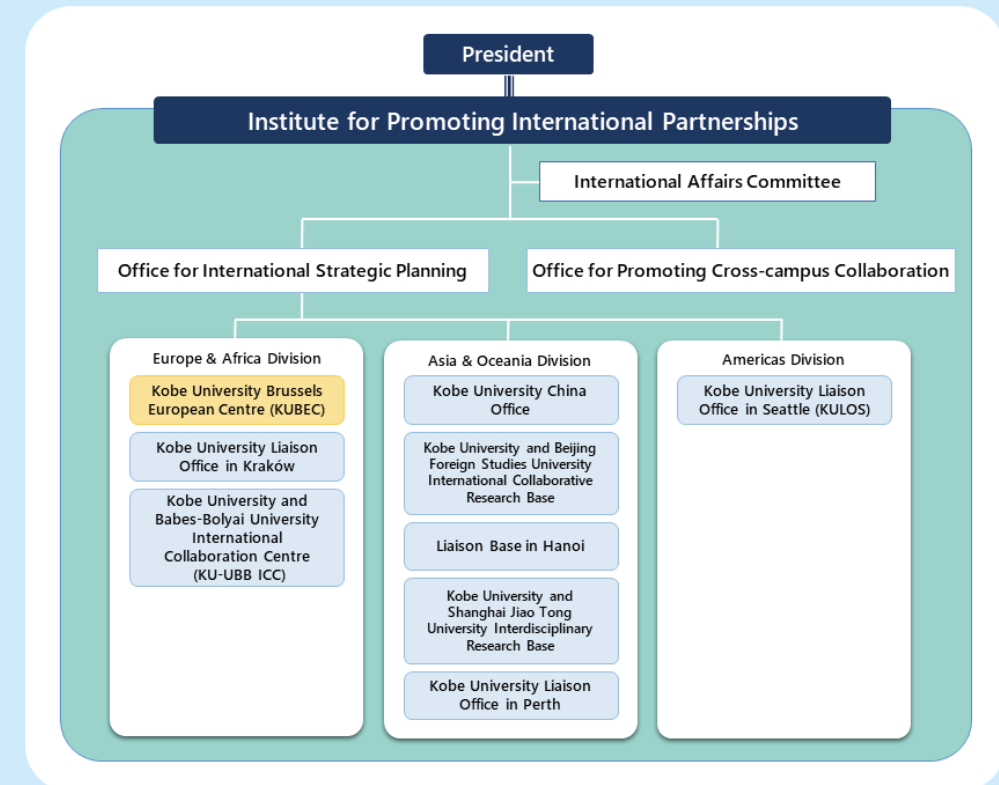 President
Institute for Promoting International Partnerships
International Affairs Committee
Office for International Strategic Planning
Office for Promoting Cross-campus Collaboration
Europe & Africa Division
Kobe University Brussels
European Centre (KUBEC)
Kobe University Liaison
Office in Kraków
Kobe University and
Babes-Bolyai University
International
Collaboration Centre
(KU-UBB ICC)
Asia & Oceania Division
Kobe University China
Office
Kobe University and Beijing
Foreign Studies University
International Collaborative
Research Base
Liaison Base in Hanoi
Kobe University and
Shanghai Jiao Tong
University Interdisciplinary
Research Base
Kobe University Liaison
Office in Perth
Americas Division
Kobe University Liaison
Office in Seattle (KULOS)